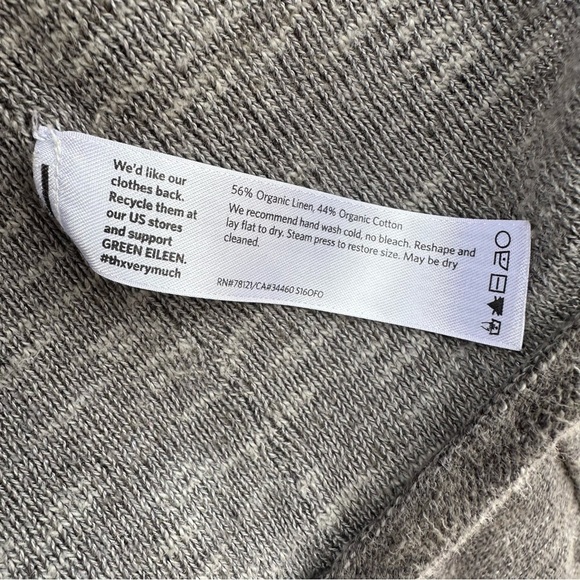 We'd like our
clothes back.
Recycle them at
our US stores
and support
GREEN EILEEN.
#thxverymuch
56% Organic Linen, 44% Organic Cotton
We recommend hand wash cold, no bleach. Reshape and
lay flat to dry. Steam press to restore size. May be dry
cleaned.
RN#78121/CA#34460 S16OFO